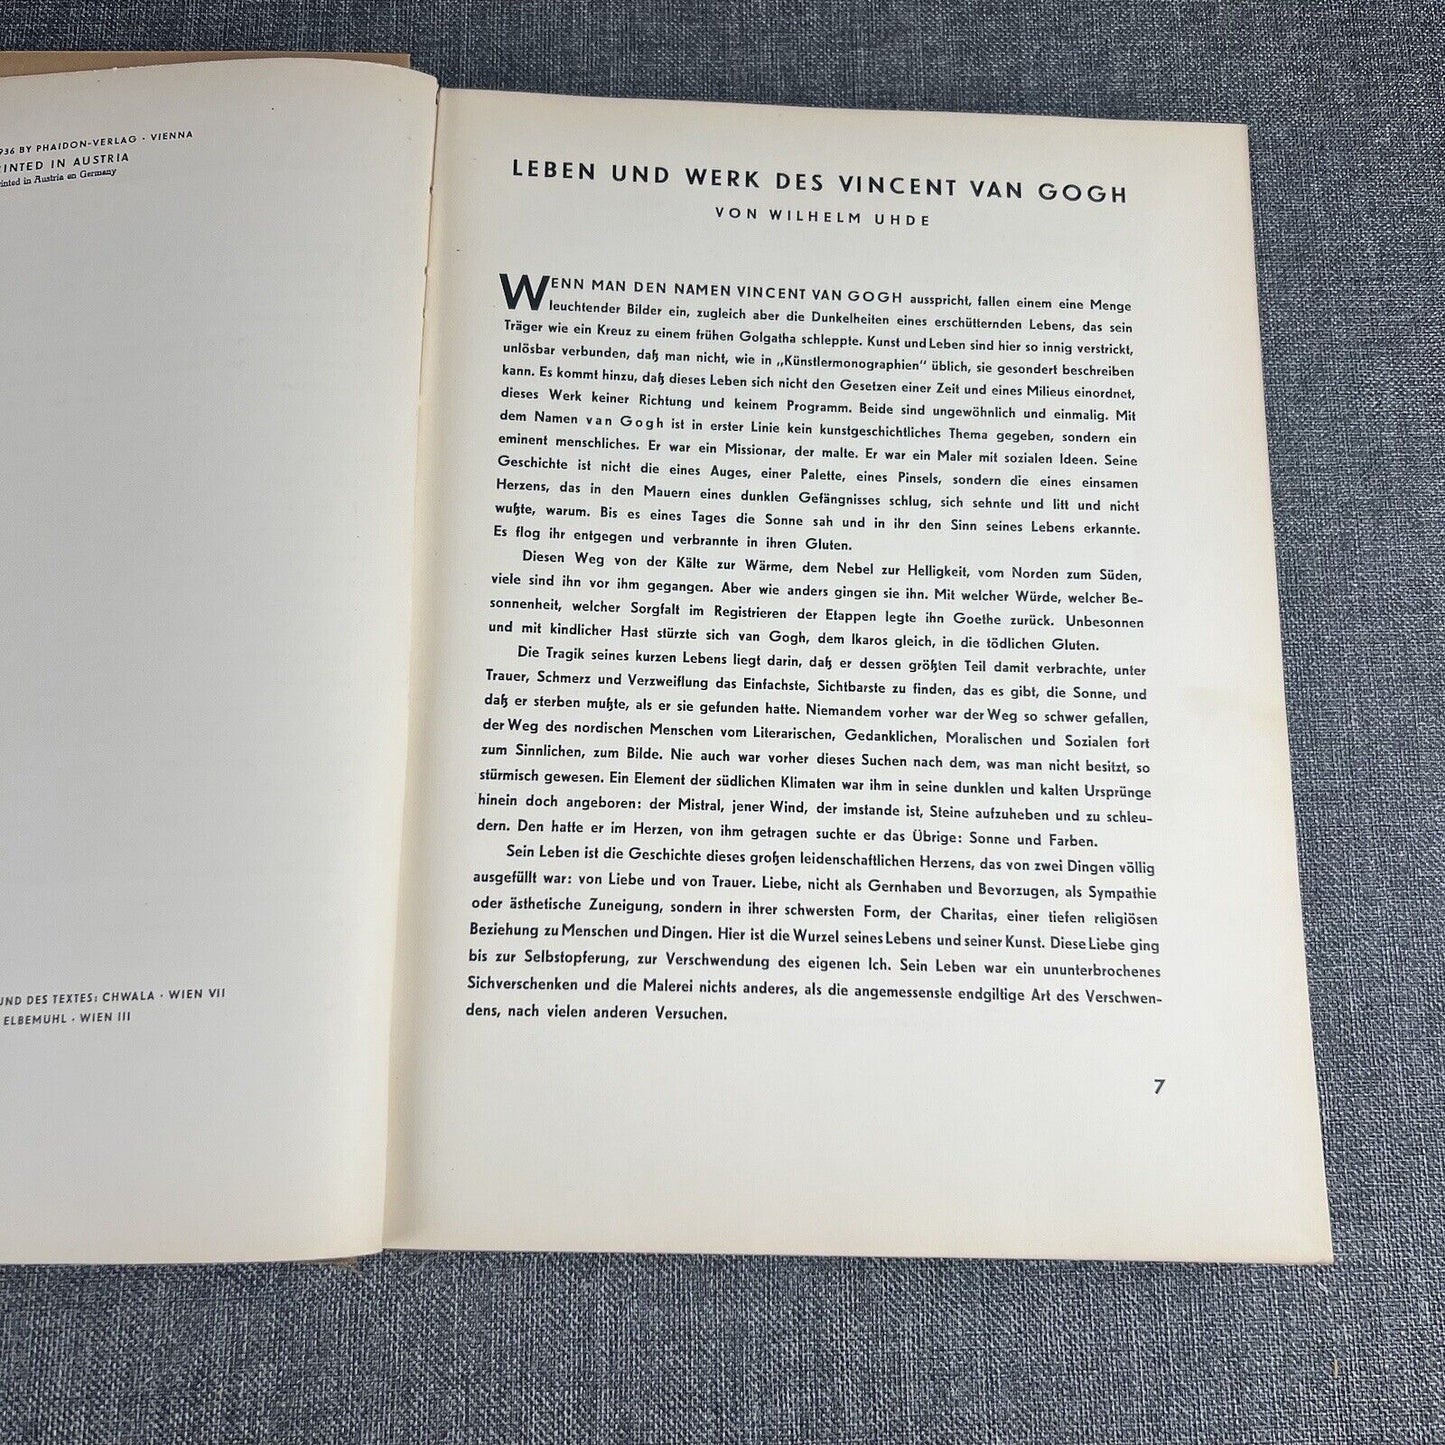 936 BY PHAIDON-VERLAG · VIENNA
PRINTED IN AUSTRIA
Printed in Austria en Germany
UND DES TEXTES: CHWALA · WIEN VII
ELBEMÜHL · WIEN III
LEBEN UND WERK DES VINCENT VAN GOGH
VON WILHELM UHDE
WENN MAN DEN NAMEN VINCENT VAN GOGH ausspricht, fallen einem eine Menge
leuchtender Bilder ein, zugleich aber die Dunkelheiten eines erschütternden Lebens, das sein
Träger wie ein Kreuz zu einem frühen Golgatha schleppte. Kunst und Leben sind hier so innig verstrickt,
unlösbar verbunden, daß man nicht, wie in „Künstlermonographien“ üblich, sie gesondert beschreiben
kann. Es kommt hinzu, daß dieses Leben sich nicht den Gesetzen einer Zeit und eines Milieus einordnet,
dieses Werk keiner Richtung und keinem Programm. Beide sind ungewöhnlich und einmalig. Mit
dem Namen van Gogh ist in erster Linie kein kunstgeschichtliches Thema gegeben, sondern ein
eminent menschliches. Er war ein Missionar, der malte. Er war ein Maler mit sozialen Ideen. Seine
Geschichte ist nicht die eines Auges, einer Palette, eines Pinsels, sondern die eines einsamen
Herzens, das in den Mauern eines dunklen Gefängnisses schlug, sich sehnte und litt und nicht
wußte, warum. Bis es eines Tages die Sonne sah und in ihr den Sinn seines Lebens erkannte.
Es flog ihr entgegen und verbrannte in ihren Gluten.
Diesen Weg von der Kälte zur Wärme, dem Nebel zur Helligkeit, vom Norden zum Süden,
viele sind ihn vor ihm gegangen. Aber wie anders gingen sie ihn. Mit welcher Würde, welcher Be-
sonnenheit, welcher Sorgfalt im Registrieren der Etappen legte ihn Goethe zurück. Unbesonnen
und mit kindlicher Hast stürzte sich van Gogh, dem Ikaros gleich, in die tödlichen Gluten.
Die Tragik seines kurzen Lebens liegt darin, daß er dessen größten Teil damit verbrachte, unter
Trauer, Schmerz und Verzweiflung das Einfachste, Sichtbarste zu finden, das es gibt, die Sonne, und
daß er sterben mußte, als er sie gefunden hatte. Niemandem vorher war der Weg so schwer gefallen,
der Weg des nordischen Menschen vom Literarischen, Gedanklichen, Moralischen und Sozialen fort
zum Sinnlichen, zum Bilde. Nie auch war vorher dieses Suchen nach dem, was man nicht besitzt, so
stürmisch gewesen. Ein Element der südlichen Klimaten war ihm in seine dunklen und kalten Ursprünge
hinein doch angeboren: der Mistral, jener Wind, der imstande ist, Steine aufzuheben und zu schleu-
dern. Den hatte er im Herzen, von ihm getragen suchte er das Übrige: Sonne und Farben.
Sein Leben ist die Geschichte dieses großen leidenschaftlichen Herzens, das von zwei Dingen völlig
ausgefüllt war: von Liebe und von Trauer. Liebe, nicht als Gernhaben und Bevorzugen, als Sympathie
oder ästhetische Zuneigung, sondern in ihrer schwersten Form, der Charitas, einer tiefen religiösen
Beziehung zu Menschen und Dingen. Hier ist die Wurzel seines Lebens und seiner Kunst. Diese Liebe ging
bis zur Selbstopferung, zur Verschwendung des eigenen Ich. Sein Leben war ein ununterbrochenes
Sichverschenken und die Malerei nichts anderes, als die angemessenste endgiltige Art des Verschwen-
dens, nach vielen anderen Versuchen.
7